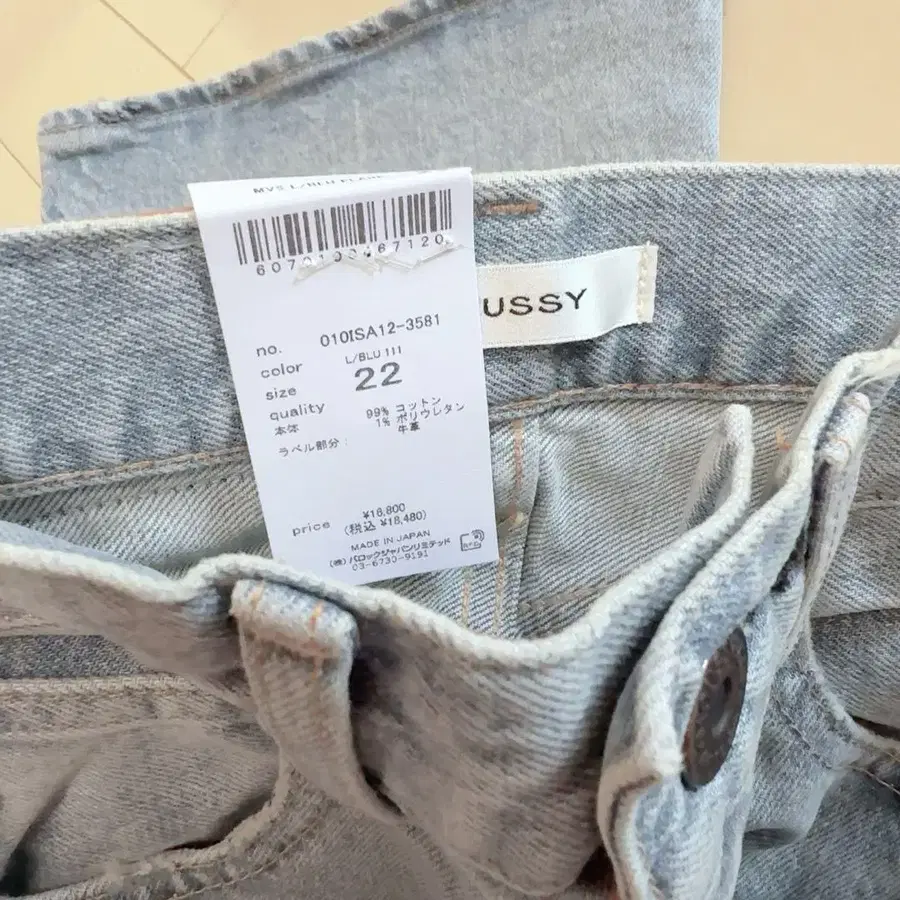 MVS L/BLU FLARE
no. 010ISA12-3581
color L/BLU 111
size 22
quality
本体 99% コットン
1% ポリウレタン
ラベル部分: 牛革
price ¥16,800
(税込 ¥18,480)
MADE IN JAPAN
(株)バロックジャパンリミテッド
03-6730-9191
USSY